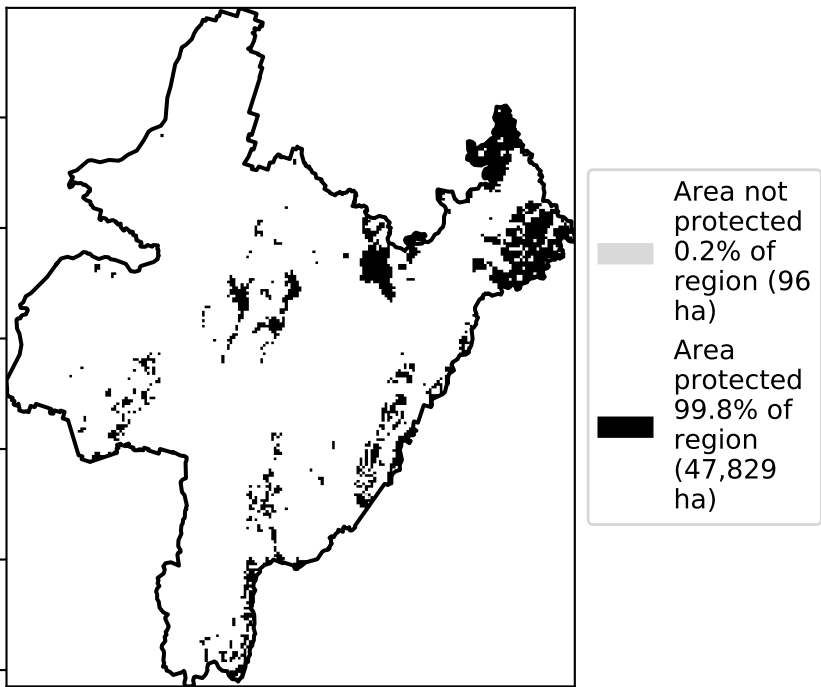 Area not
protected
0.2% of
region (96
ha)
Area
protected
99.8% of
region
(47,829
ha)